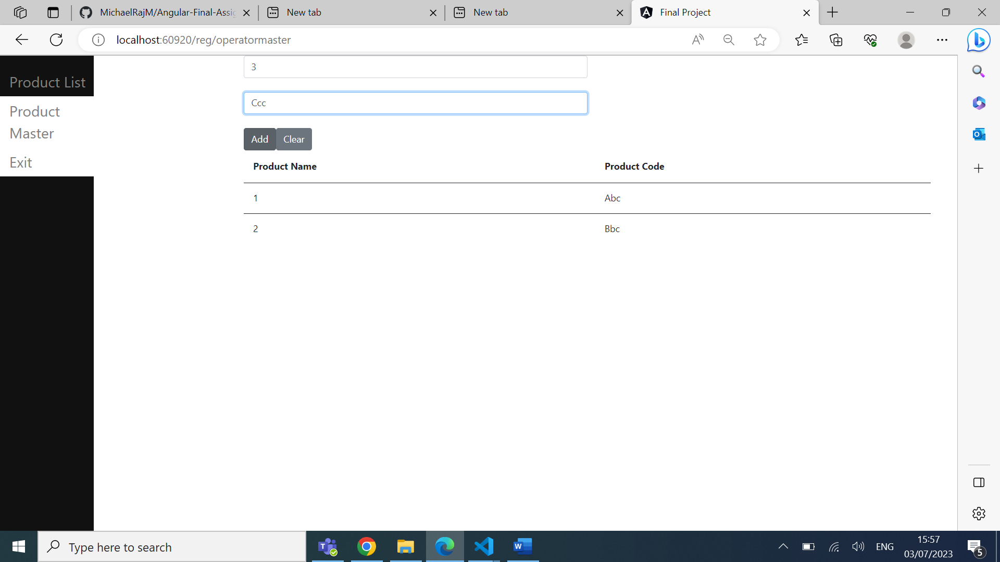 MichaelRajM/Angular-Final-Assig
New tab
New tab
Final Project
localhost:60920/reg/operatormaster
Product List
Product
Master
Exit
3
Ccc
Add
Clear
Product Name
Product Code
1
Abc
2
Bbc
Type here to search
ENG
15:57
03/07/2023
5